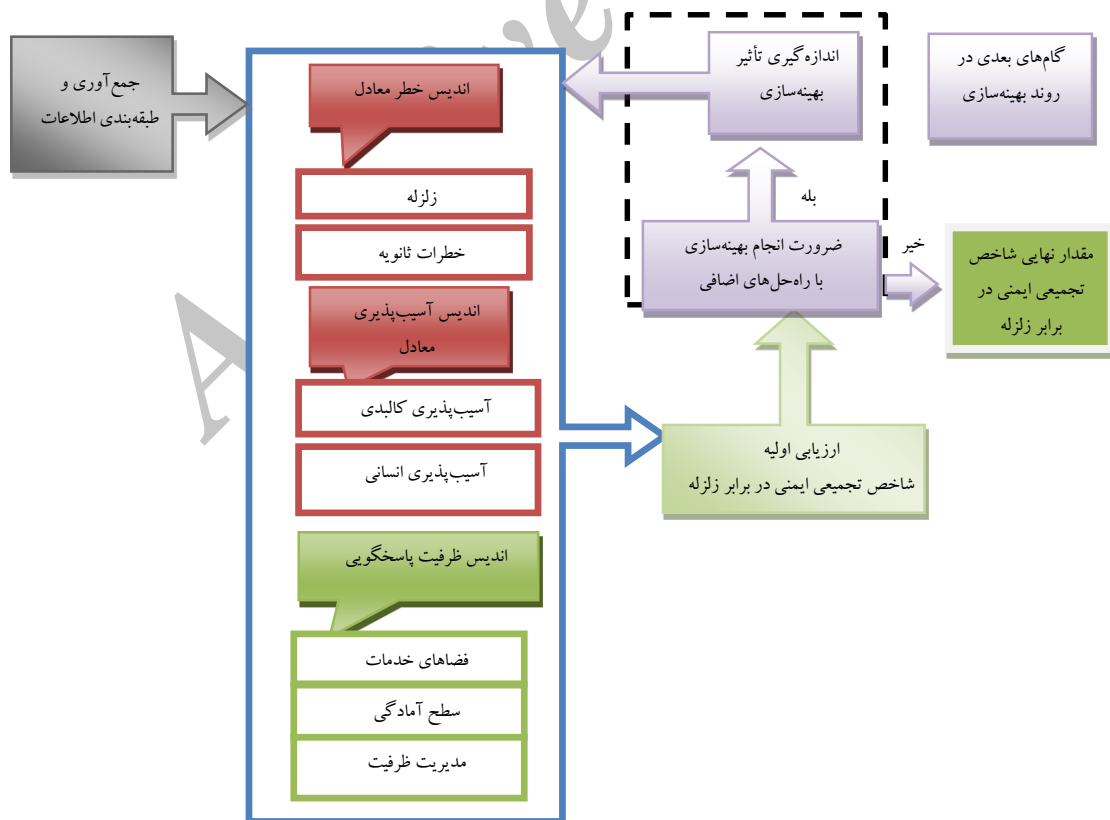 جمع‌آوری و
طبقه‌بندی اطلاعات
اندیس خطر معادل
زلزله
خطرات ثانویه
اندیس آسیب‌پذیری
معادل
آسیب‌پذیری کالبدی
آسیب‌پذیری انسانی
اندیس ظرفیت پاسخگویی
فضاهای خدمات
سطح آمادگی
مدیریت ظرفیت
اندازه‌گیری تأثیر
بهینه‌سازی
گام‌های بعدی در
روند بهینه‌سازی
بله
ضرورت انجام بهینه‌سازی
با راه‌حل‌های اضافی
خیر
مقدار نهایی شاخص
تجمیعی ایمنی در
برابر زلزله
ارزیابی اولیه
شاخص تجمیعی ایمنی در برابر زلزله